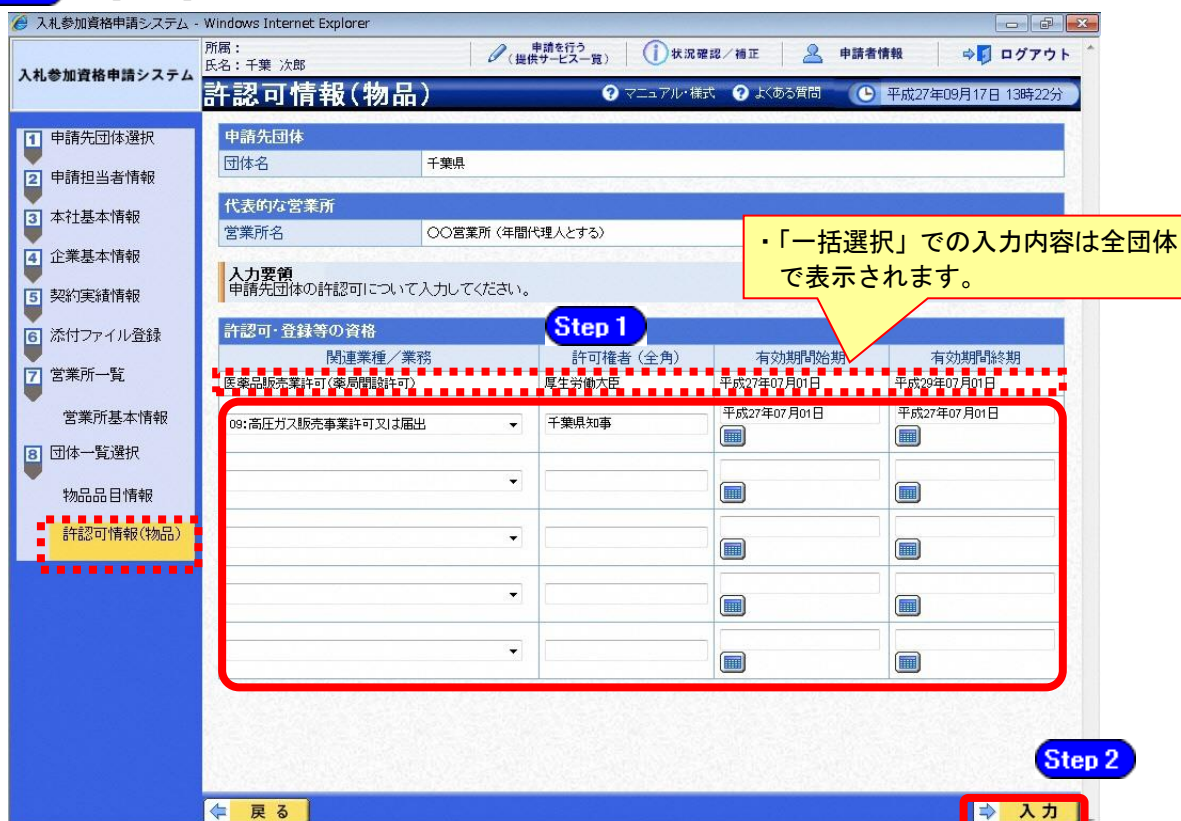 入札参加資格申請システム - Windows Internet Explorer
入札参加資格申請システム
所属：
氏名：千葉 次郎
申請を行う
(提供サービス一覧)
状況確認／補正
申請者情報
ログアウト
許認可情報(物品)
マニュアル・様式
よくある質問
平成27年09月17日 13時22分
1 申請先団体選択
2 申請担当者情報
3 本社基本情報
4 企業基本情報
5 契約実績情報
6 添付ファイル登録
7 営業所一覧
営業所基本情報
8 団体一覧選択
物品品目情報
許認可情報(物品)
申請先団体
団体名 千葉県
代表的な営業所
営業所名 〇〇営業所（年間代理人とする）
・「一括選択」での入力内容は全団体
で表示されます。
入力要領
申請先団体の許認可について入力してください。
Step 1
許認可・登録等の資格
関連業種／業務 許可権者（全角） 有効期間始期 有効期間終期
医薬品販売業許可(薬局開設許可) 厚生労働大臣 平成27年07月01日 平成29年07月01日
09:高圧ガス販売事業許可又は届出 千葉県知事 平成27年07月01日 平成27年07月01日
Step 2
戻る
入力